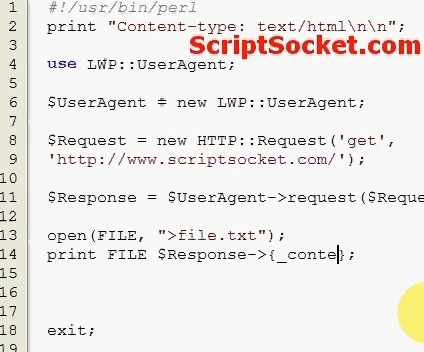 1 #!/usr/bin/perl
2 print "Content-type: text/html\n\n";
ScriptSocket.com
3
4 use LWP::UserAgent;
5
6 $UserAgent = new LWP::UserAgent;
7
8 $Request = new HTTP::Request('get',
9 'http://www.scriptsocket.com/');
10
11 $Response = $UserAgent->request($Reque
12
13 open(FILE, ">file.txt");
14 print FILE $Response->{_conte};
15
16
17
18 exit;
19